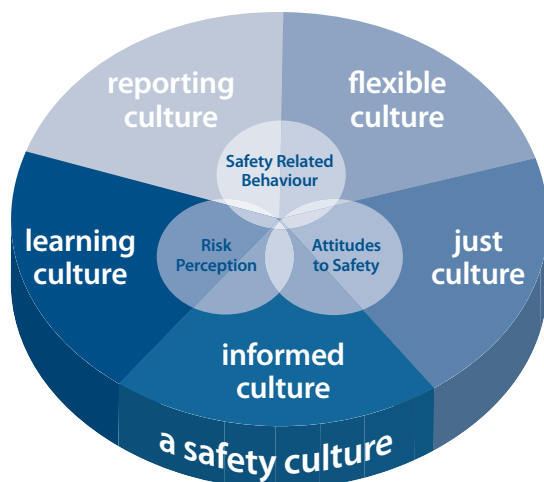 reporting
culture
flexible
culture
Safety Related
Behaviour
learning
culture
Risk
Perception
Attitudes
to Safety
just
culture
informed
culture
a safety culture